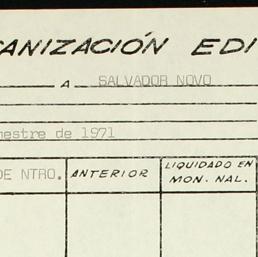 ANIZACIÓN EDI
A SALVADOR NOVO
mestre de 1971
DE NTRO. ANTERIOR LIQUIDADO EN
MON. NAL.